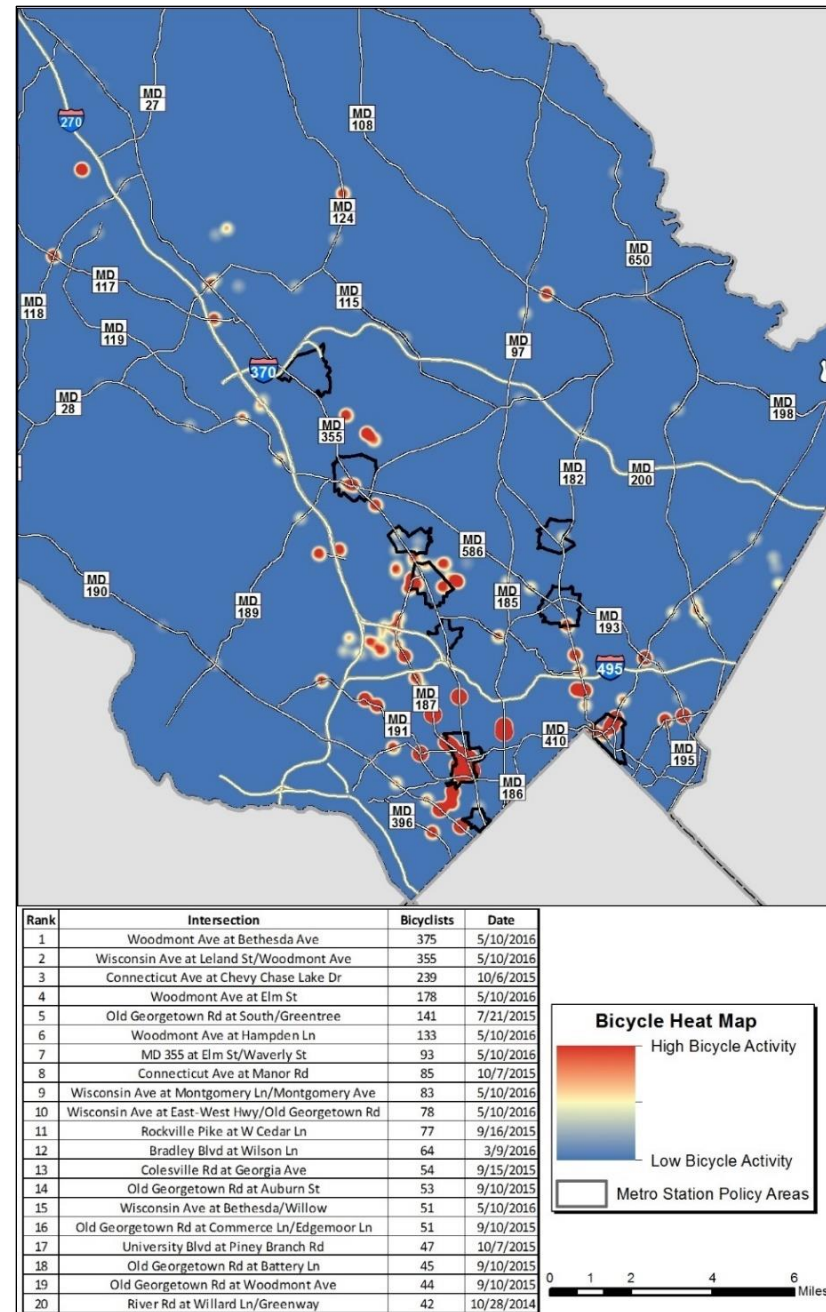 MD 27
270
MD 108
MD 124
MD 650
MD 117
MD 115
MD 118
MD 119
MD 97
370
MD 28
MD 198
MD 355
MD 182
MD 200
MD 586
MD 190
MD 189
MD 185
MD 193
495
MD 187
MD 191
MD 410
MD 195
MD 186
MD 396
Rank Intersection Bicyclists Date
1 Woodmont Ave at Bethesda Ave 375 5/10/2016
2 Wisconsin Ave at Leland St/Woodmont Ave 355 5/10/2016
3 Connecticut Ave at Chevy Chase Lake Dr 239 10/6/2015
4 Woodmont Ave at Elm St 178 5/10/2016
5 Old Georgetown Rd at South/Greentree 141 7/21/2015
6 Woodmont Ave at Hampden Ln 133 5/10/2016
7 MD 355 at Elm St/Waverly St 93 5/10/2016
8 Connecticut Ave at Manor Rd 85 10/7/2015
9 Wisconsin Ave at Montgomery Ln/Montgomery Ave 83 5/10/2016
10 Wisconsin Ave at East-West Hwy/Old Georgetown Rd 78 5/10/2016
11 Rockville Pike at W Cedar Ln 77 9/16/2015
12 Bradley Blvd at Wilson Ln 64 3/9/2016
13 Colesville Rd at Georgia Ave 54 9/15/2015
14 Old Georgetown Rd at Auburn St 53 9/10/2015
15 Wisconsin Ave at Bethesda/Willow 51 5/10/2016
16 Old Georgetown Rd at Commerce Ln/Edgemoor Ln 51 9/10/2015
17 University Blvd at Piney Branch Rd 47 10/7/2015
18 Old Georgetown Rd at Battery Ln 45 9/10/2015
19 Old Georgetown Rd at Woodmont Ave 44 9/10/2015
20 River Rd at Willard Ln/Greenway 42 10/28/2014
Bicycle Heat Map
High Bicycle Activity
Low Bicycle Activity
Metro Station Policy Areas
0 1 2 4 6
Miles